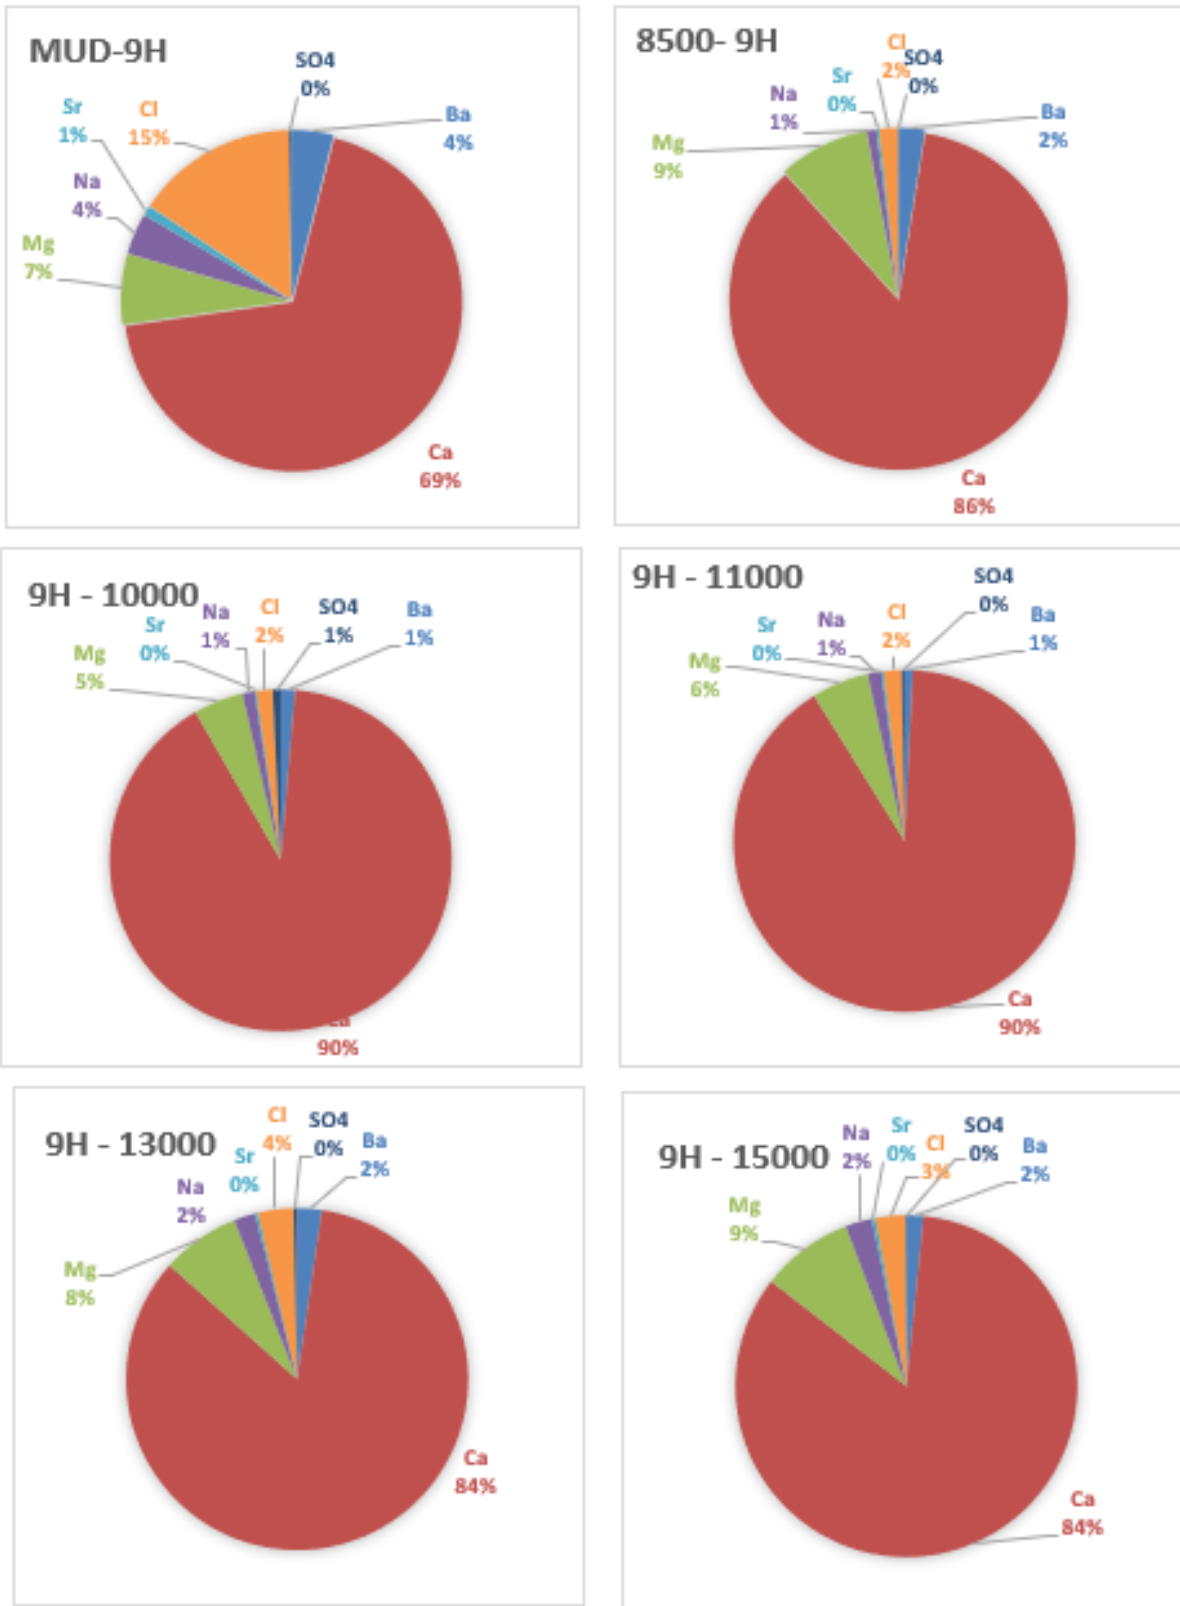 MUD-9H
SO4
0%
Ba
4%
Sr
1%
Cl
15%
Na
4%
Mg
7%
Ca
69%
8500- 9H
Cl
2%
SO4
0%
Sr
0%
Na
1%
Ba
2%
Mg
9%
Ca
86%
9H - 10000
Na
1%
Cl
2%
SO4
1%
Ba
1%
Sr
0%
Mg
5%
90%
9H - 11000
SO4
0%
Cl
2%
Ba
1%
Na
1%
Sr
0%
Mg
6%
Ca
90%
9H - 13000
Cl
4%
SO4
0%
Ba
2%
Sr
0%
Na
2%
Mg
8%
Ca
84%
9H - 15000
Na
2%
Sr
0%
Cl
3%
SO4
0%
Ba
2%
Mg
9%
Ca
84%